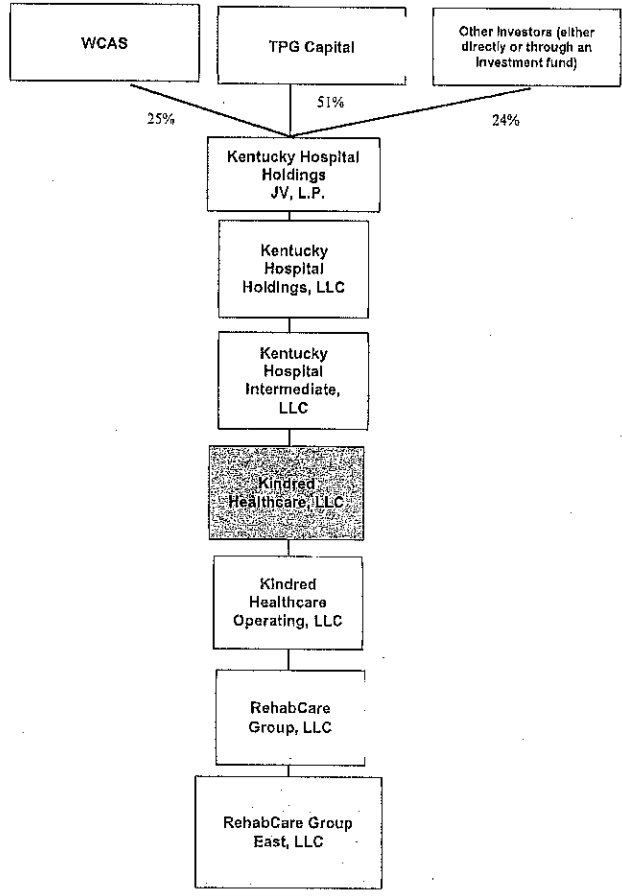 WCAS
TPG Capital
Other Investors (either
directly or through an
investment fund)
25%
51%
24%
Kentucky Hospital
Holdings
JV, L.P.
Kentucky
Hospital
Holdings, LLC
Kentucky
Hospital
Intermediate,
LLC
Kindred
Healthcare, LLC
Kindred
Healthcare
Operating, LLC
RehabCare
Group, LLC
RehabCare Group
East, LLC